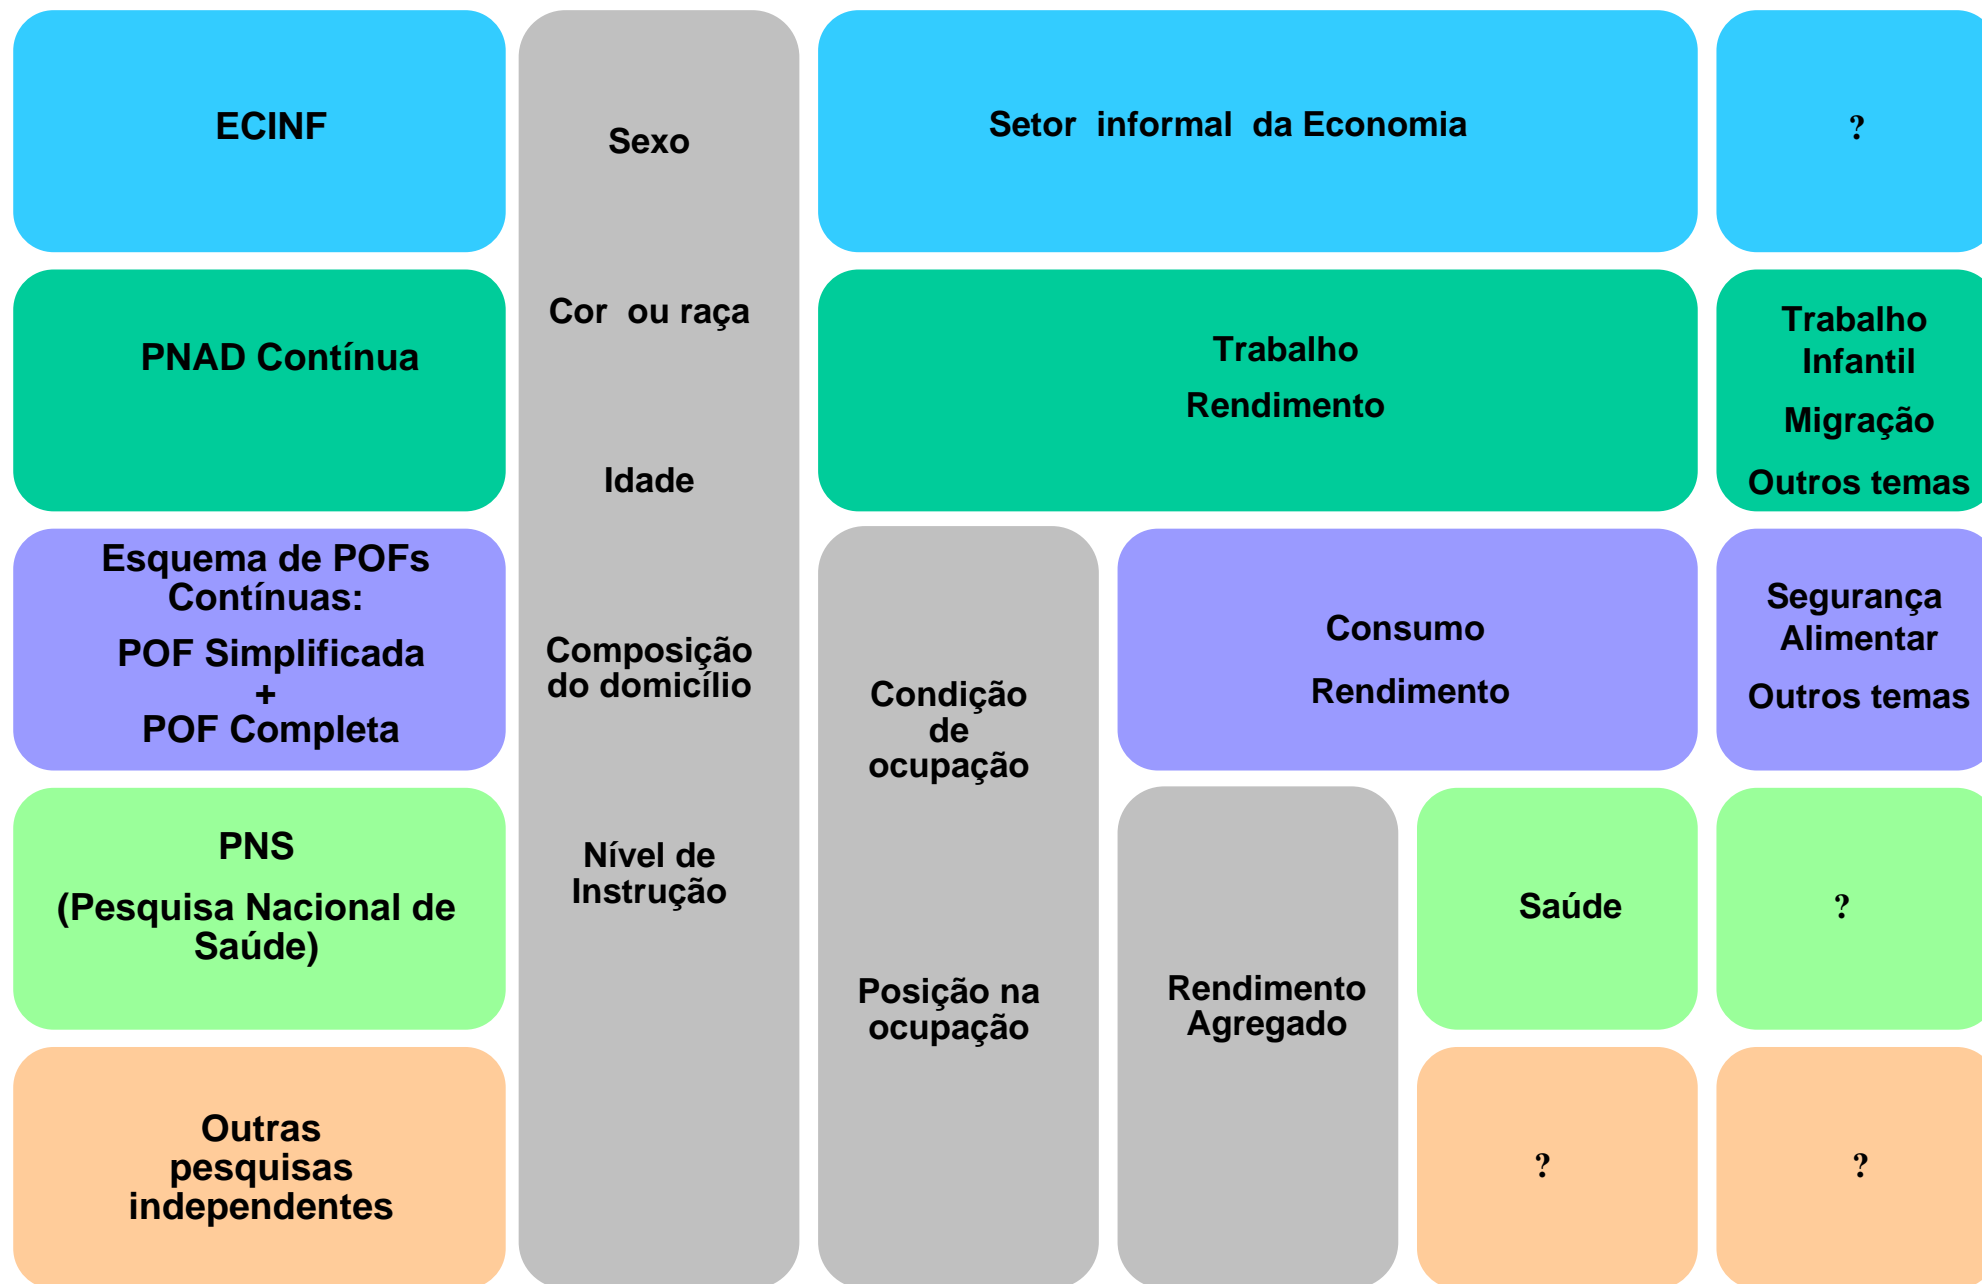 ECINF
Sexo
Setor informal da Economia
?
PNAD Contínua
Cor ou raça
Idade
Trabalho
Rendimento
Trabalho
Infantil
Migração
Outros temas
Esquema de POFs
Contínuas:
POF Simplificada
+
POF Completa
Composição
do domicílio
Condição
de
ocupação
Consumo
Rendimento
Segurança
Alimentar
Outros temas
PNS
(Pesquisa Nacional de
Saúde)
Nível de
Instrução
Posição na
ocupação
Rendimento
Agregado
Saúde
?
Outras
pesquisas
independentes
?
?